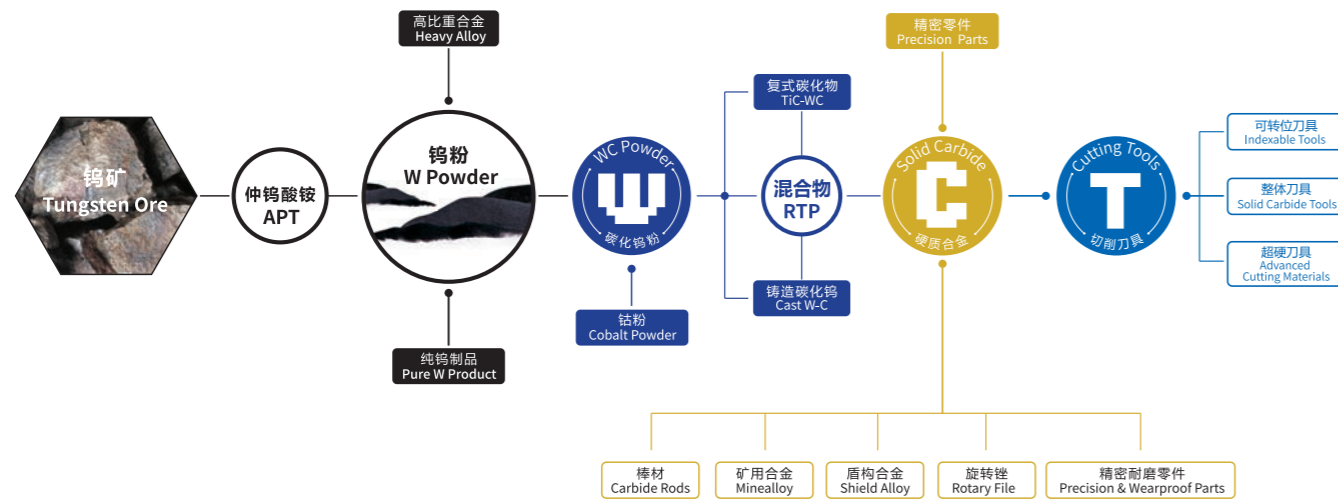 高比重合金
Heavy Alloy
精密零件
Precision Parts
复式碳化物
TiC-WC
钨矿
Tungsten Ore
仲钨酸铵
APT
钨粉
W Powder
WC Powder
W
碳化钨粉
混合物
RTP
Solid Carbide
C
硬质合金
Cutting Tools
T
切削刀具
可转位刀具
Indexable Tools
整体刀具
Solid Carbide Tools
超硬刀具
Advanced
Cutting Materials
铸造碳化钨
Cast W-C
钴粉
Cobalt Powder
纯钨制品
Pure W Product
棒材
Carbide Rods
矿用合金
Minealloy
盾构合金
Shield Alloy
旋转锉
Rotary File
精密耐磨零件
Precision & Wearproof Parts